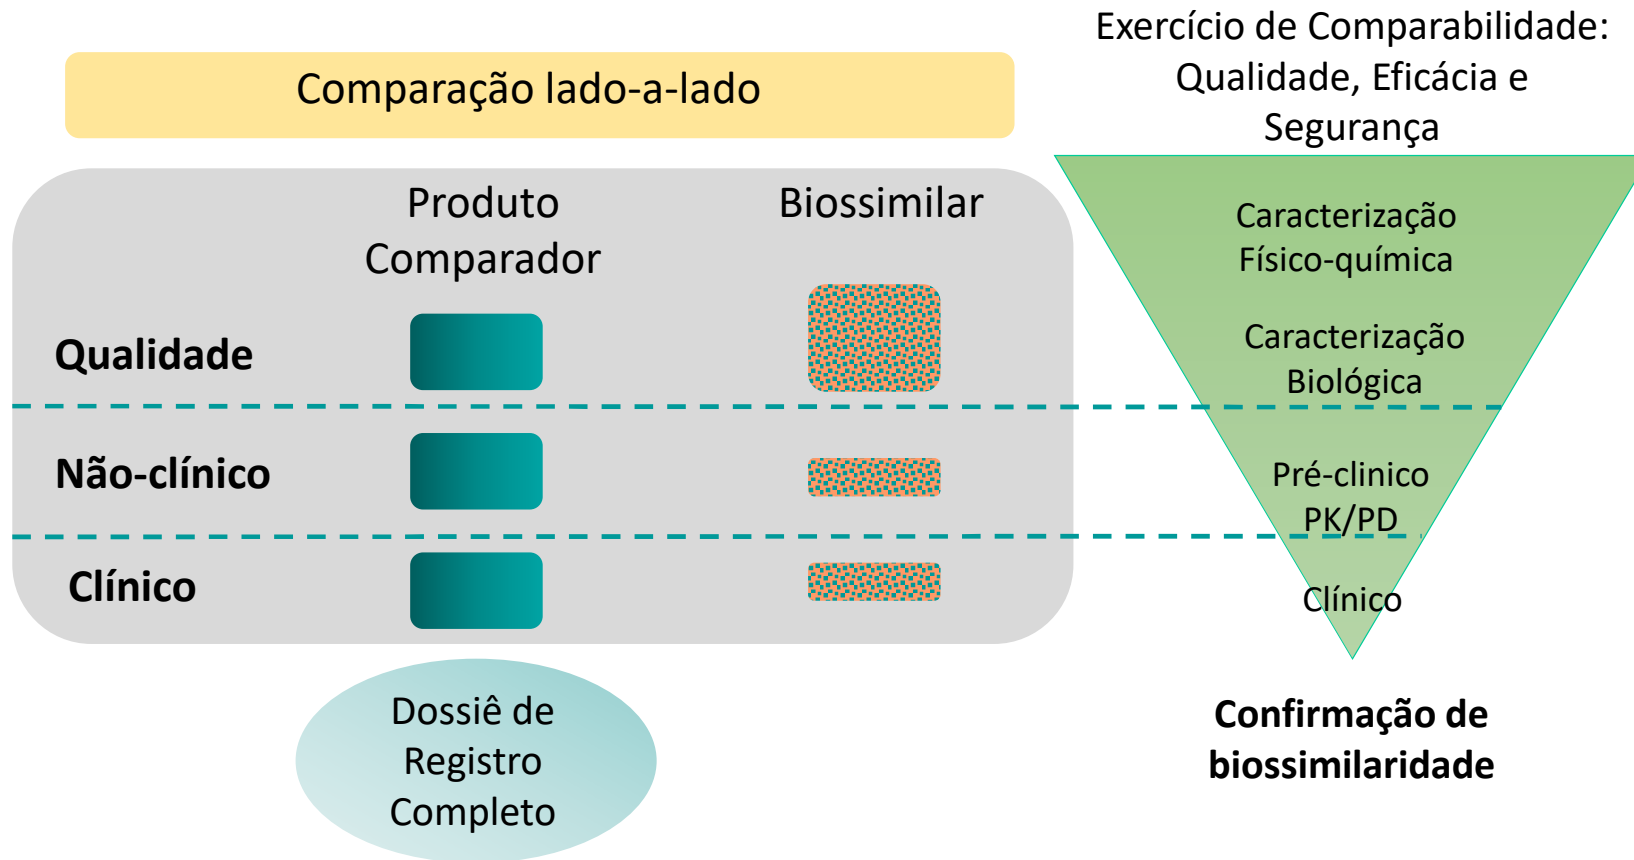 Comparação lado-a-lado
Exercício de Comparabilidade:
Qualidade, Eficácia e
Segurança
Produto
Comparador
Biossimilar
Qualidade
Não-clínico
Clínico
Caracterização
Físico-química
Caracterização
Biológica
Pré-clinico
PK/PD
Clínico
Dossiê de
Registro
Completo
Confirmação de
biossimilaridade